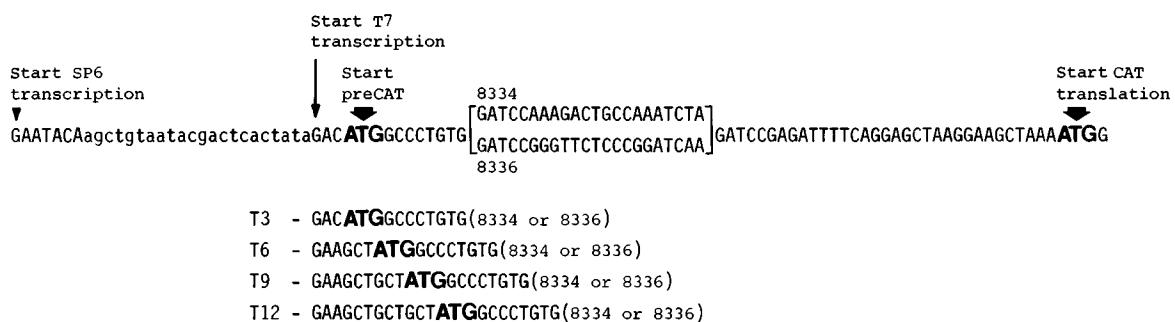 Start T7
transcription
Start SP6
transcription
Start
preCAT
8334
Start CAT
translation
GATCCAAAGACTGCCAAATCTA
GAATACAagctgtaatacgactcactataGACATGGCCCTGTG[ ]GATCCGAGATTTTCAGGAGCTAAGGAAGCTAAAATGG
GATCCGGGTTCTCCCGGATCAA
8336
T3 - GACATGGCCCTGTG(8334 or 8336)
T6 - GAAGCTATGGCCCTGTG(8334 or 8336)
T9 - GAAGCTGCTATGGCCCTGTG(8334 or 8336)
T12 - GAAGCTGCTGCTATGGCCCTGTG(8334 or 8336)